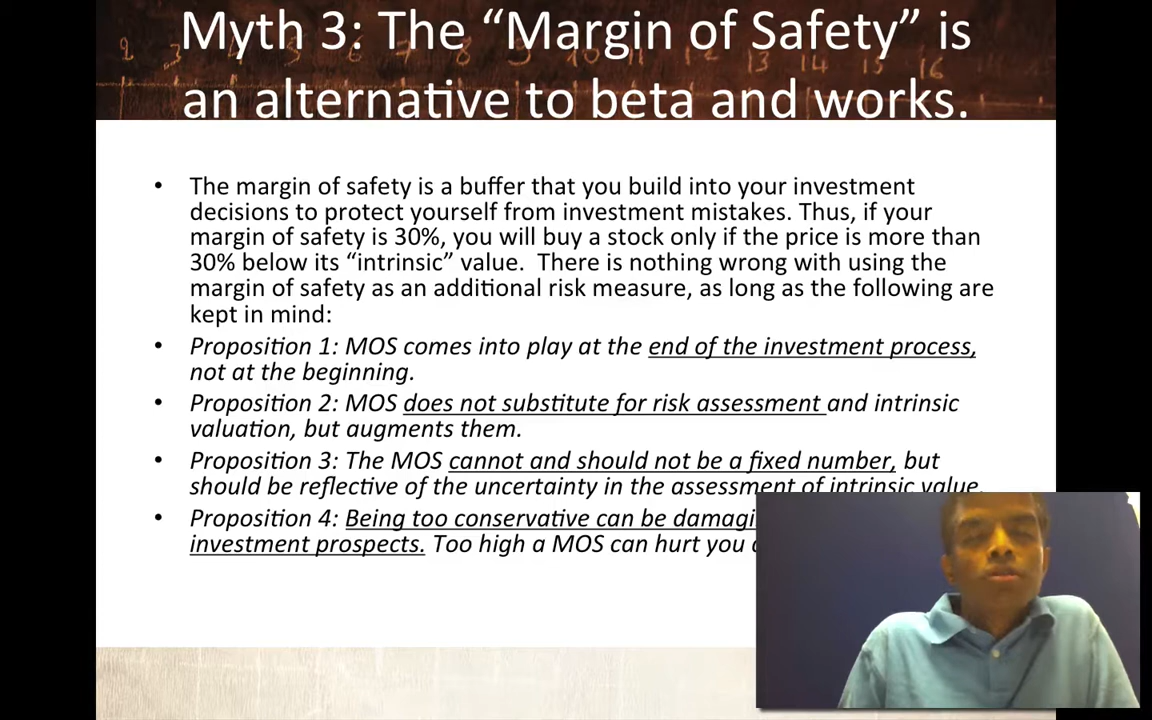 Myth 3: The “Margin of Safety” is
an alternative to beta and works.
• The margin of safety is a buffer that you build into your investment
decisions to protect yourself from investment mistakes. Thus, if your
margin of safety is 30%, you will buy a stock only if the price is more than
30% below its “intrinsic” value.  There is nothing wrong with using the
margin of safety as an additional risk measure, as long as the following are
kept in mind:
• Proposition 1: MOS comes into play at the end of the investment process,
not at the beginning.
• Proposition 2: MOS does not substitute for risk assessment and intrinsic
valuation, but augments them.
• Proposition 3: The MOS cannot and should not be a fixed number, but
should be reflective of the uncertainty in the assessment of intrinsic value.
• Proposition 4: Being too conservative can be
investment prospects. Too high a MOS can hurt you